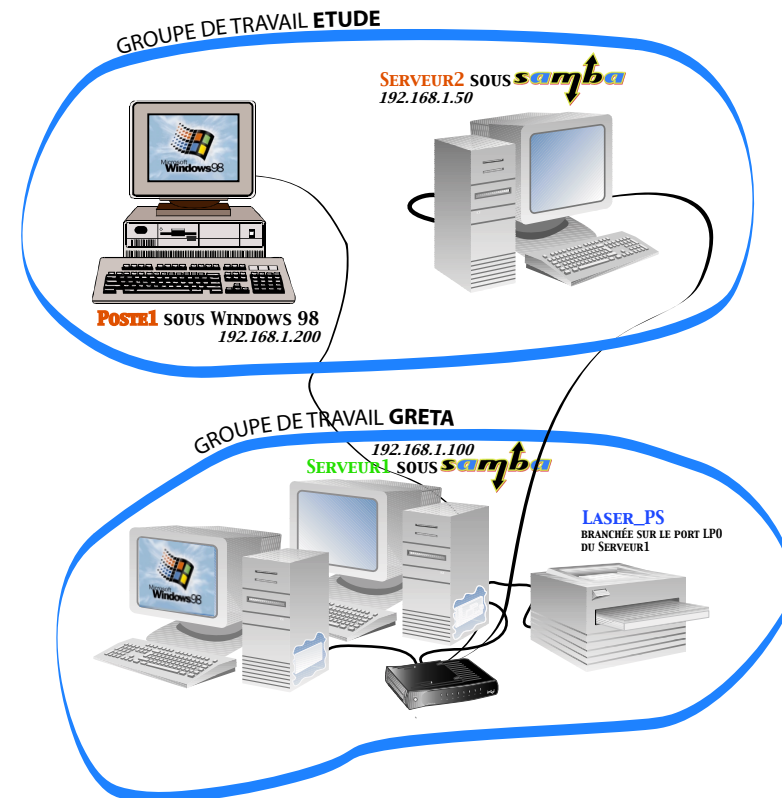 GROUPE DE TRAVAIL ETUDE
SERVEUR2 SOUS samba
192.168.1.50
Microsoft
Windows98
POSTE1 SOUS WINDOWS 98
192.168.1.200
GROUPE DE TRAVAIL GRETA
192.168.1.100
SERVEUR1 SOUS samba
LASER_PS
BRANCHÉE SUR LE PORT LP0
DU SERVEUR1
Microsoft
Windows98